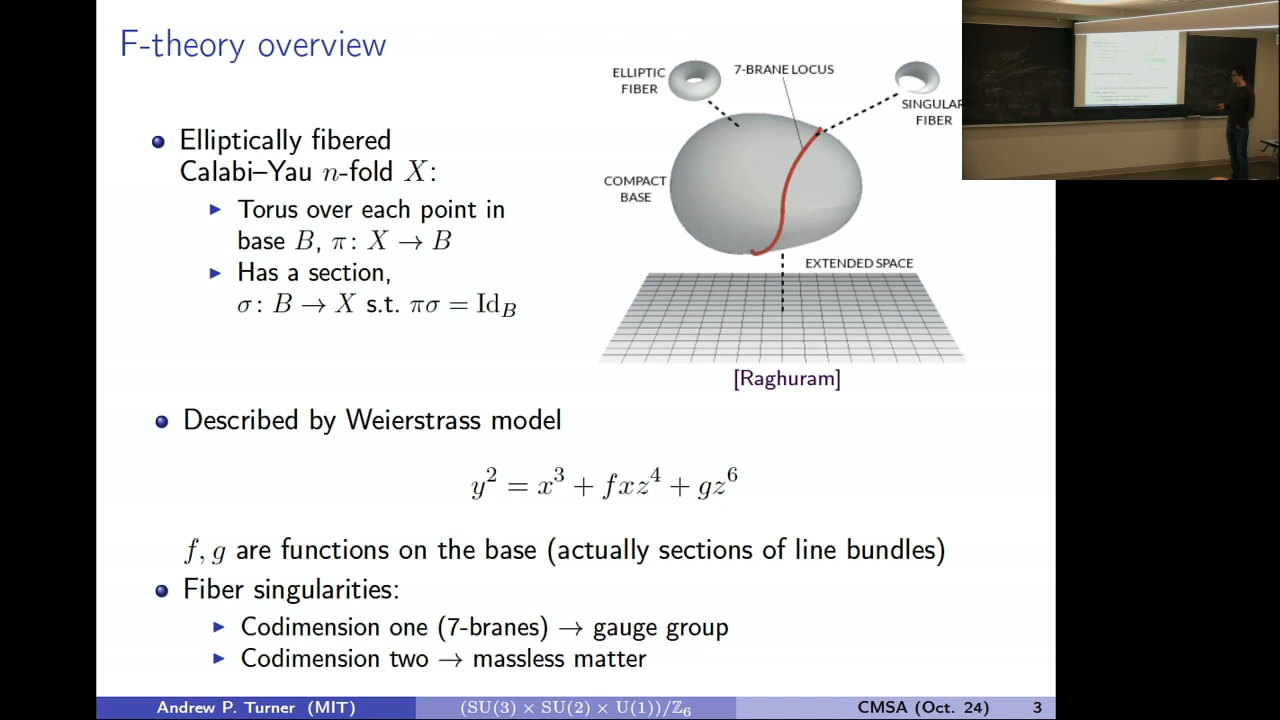 F-theory overview
Elliptically fibered
Calabi–Yau n-fold X:
Torus over each point in
base B, π: X → B
Has a section,
σ: B → X s.t. πσ = Id_B
ELLIPTIC
FIBER
7-BRANE LOCUS
SINGULAR
FIBER
COMPACT
BASE
EXTENDED SPACE
[Raghuram]
Described by Weierstrass model
y² = x³ + fxz⁴ + gz⁶
f, g are functions on the base (actually sections of line bundles)
Fiber singularities:
Codimension one (7-branes) → gauge group
Codimension two → massless matter
Andrew P. Turner (MIT)
(SU(3) × SU(2) × U(1))/ℤ₆
CMSA (Oct. 24)
3